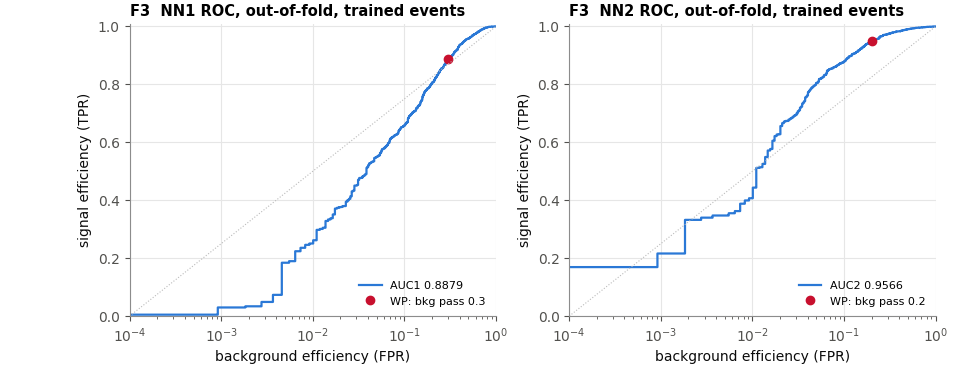 F3 NN1 ROC, out-of-fold, trained events
signal efficiency (TPR)
1.0
0.8
0.6
0.4
0.2
0.0
10⁻⁴ 10⁻³ 10⁻² 10⁻¹ 10⁰
background efficiency (FPR)
AUC1 0.8879
WP: bkg pass 0.3
F3 NN2 ROC, out-of-fold, trained events
signal efficiency (TPR)
1.0
0.8
0.6
0.4
0.2
0.0
10⁻⁴ 10⁻³ 10⁻² 10⁻¹ 10⁰
background efficiency (FPR)
AUC2 0.9566
WP: bkg pass 0.2